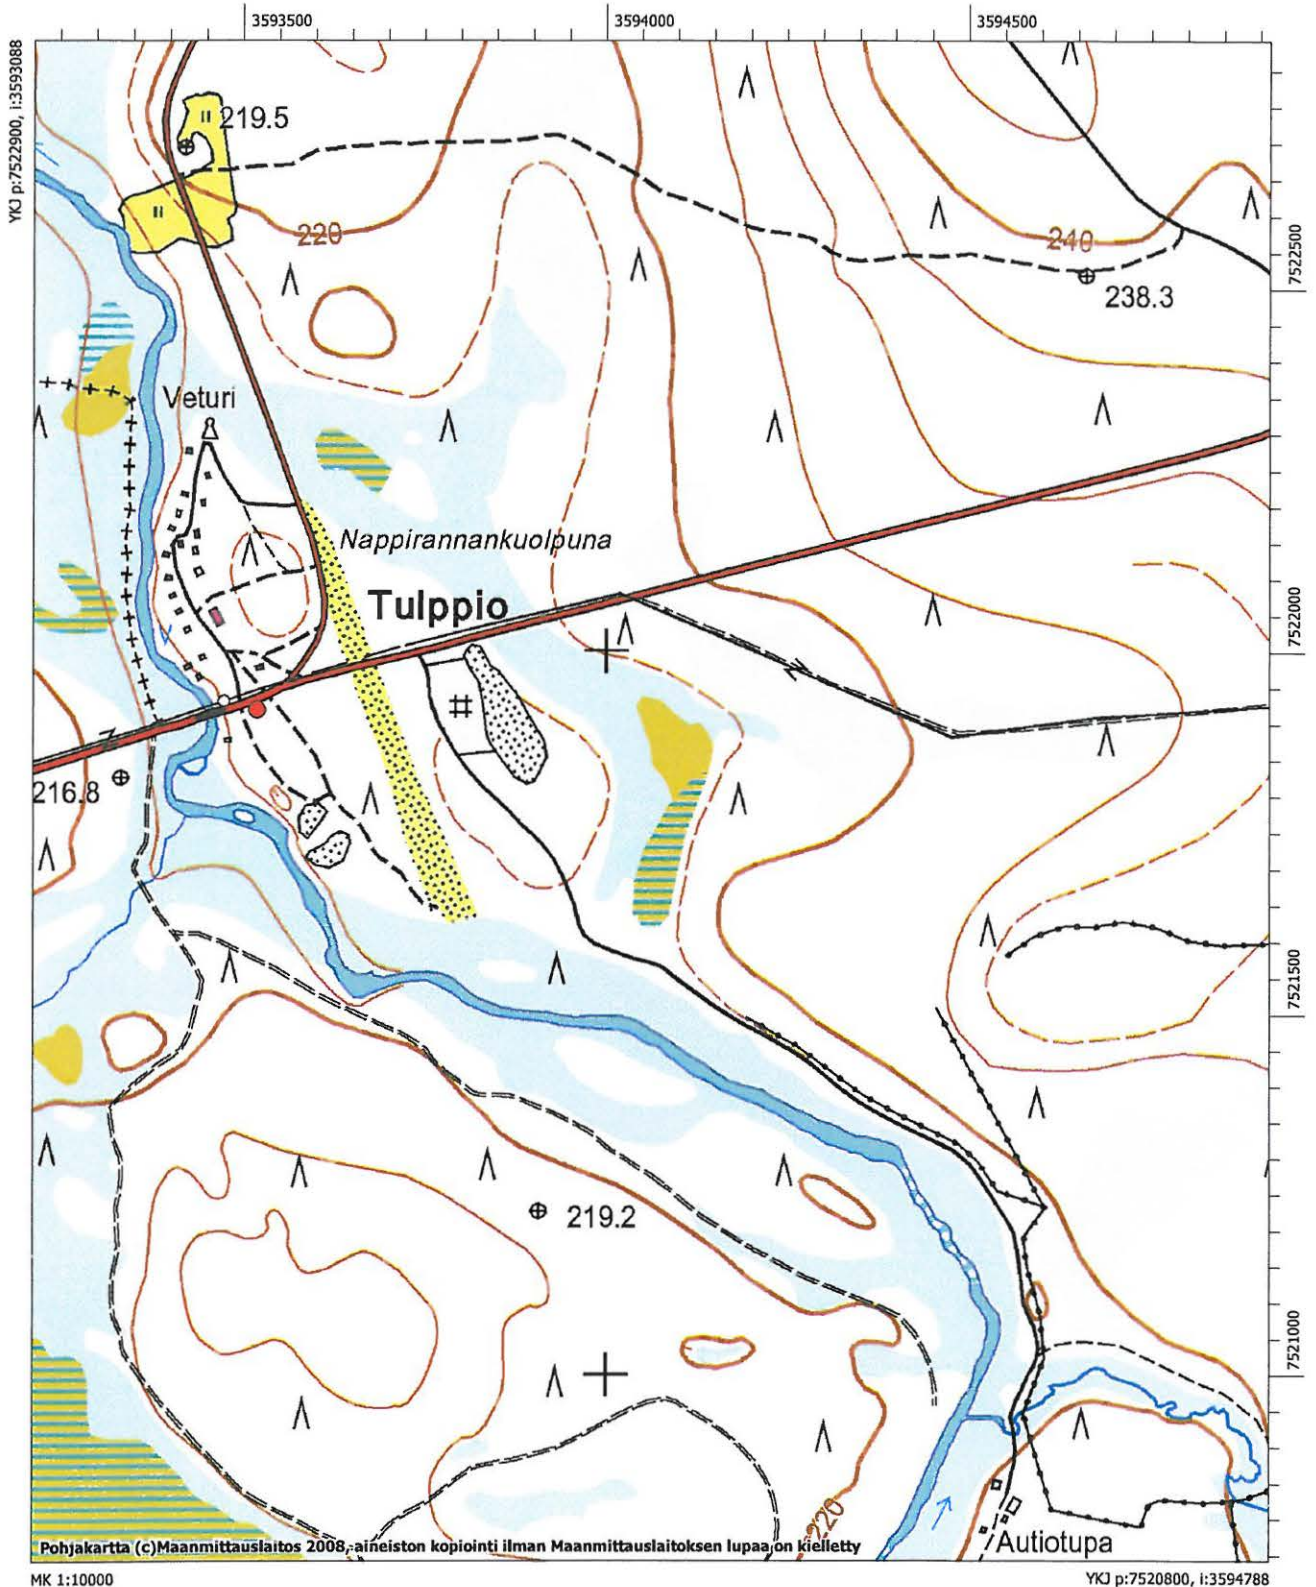 3593500
3594000
3594500
YKJ p:7522900, i:3593088
219.5
220
240
238.3
7522500
Veturi
Nappirannankuolpuna
Tulppio
7522000
216.8
7521500
219.2
7521000
220
Autiotupa
Pohjakartta (c)Maanmittauslaitos 2008, aineiston kopiointi ilman Maanmittauslaitoksen lupaa on kielletty
MK 1:10000
YKJ p:7520800, i:3594788